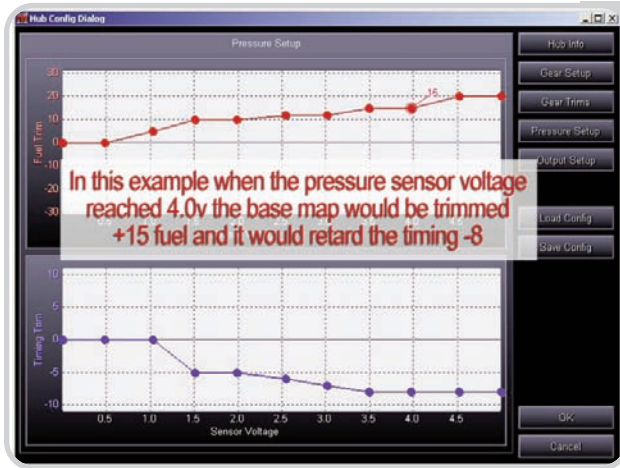 Hub Config Dialog
Pressure Setup
Hub Info
Gear Setup
Gear Trims
Pressure Setup
Output Setup
Load Config
Save Config
OK
Cancel
Fuel Trim
30
20
10
0
-10
-30
15
In this example when the pressure sensor voltage
reached 4.0v the base map would be trimmed
+15 fuel and it would retard the timing -8
Timing Trim
10
5
0
-5
-10
0.5 1.0 1.5 2.0 2.5 3.0 3.5 4.0 4.5
Sensor Voltage